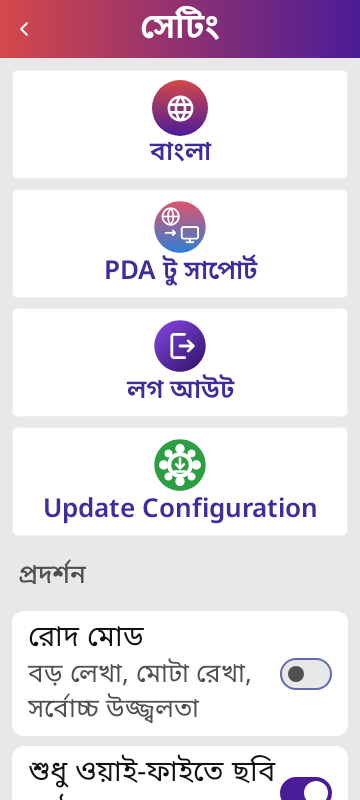 সেটিং
বাংলা
PDA টু সাপোর্ট
লগ আউট
Update Configuration
প্রদর্শন
রোদ মোড
বড় লেখা, মোটা রেখা,
সর্বোচ্চ উজ্জ্বলতা
শুধু ওয়াই-ফাইতে ছবি